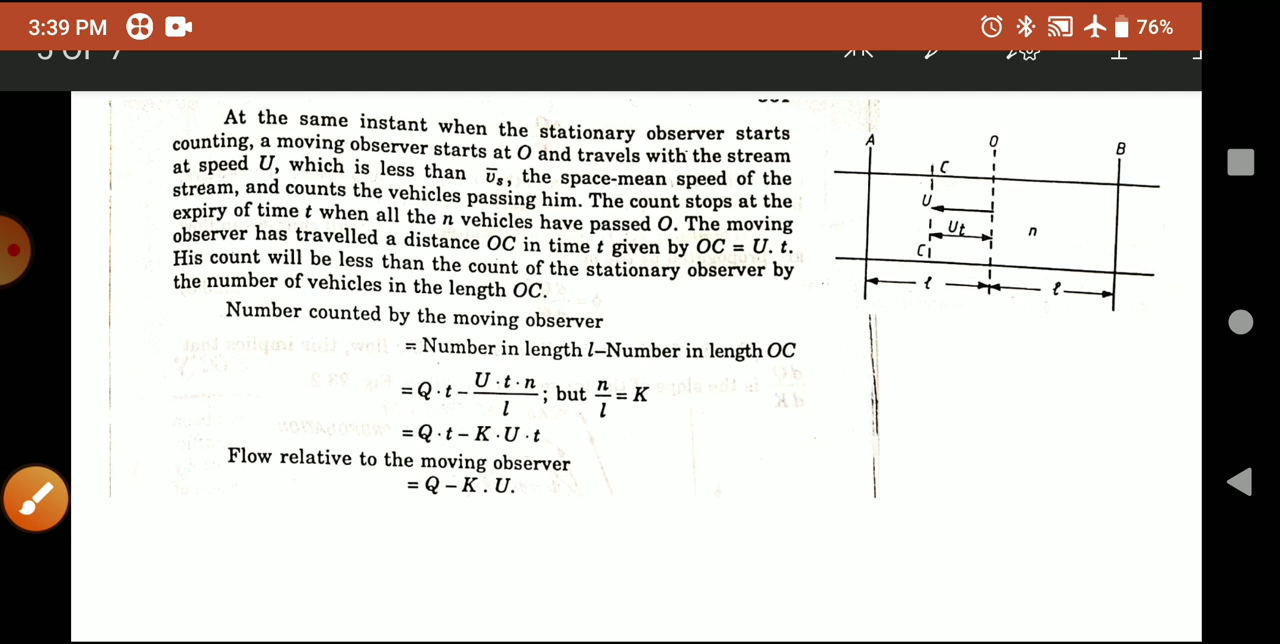 3:39 PM
76%
At the same instant when the stationary observer starts
counting, a moving observer starts at O and travels with the stream
at speed U, which is less than v̄s, the space-mean speed of the
stream, and counts the vehicles passing him. The count stops at the
expiry of time t when all the n vehicles have passed O. The moving
observer has travelled a distance OC in time t given by OC = U. t.
His count will be less than the count of the stationary observer by
the number of vehicles in the length OC.
Number counted by the moving observer
= Number in length l–Number in length OC
= Q · t – U · t · n / l ; but n / l = K
= Q · t – K · U · t
Flow relative to the moving observer
= Q – K . U.
A
O
B
C
U
Ut
n
C
l
l